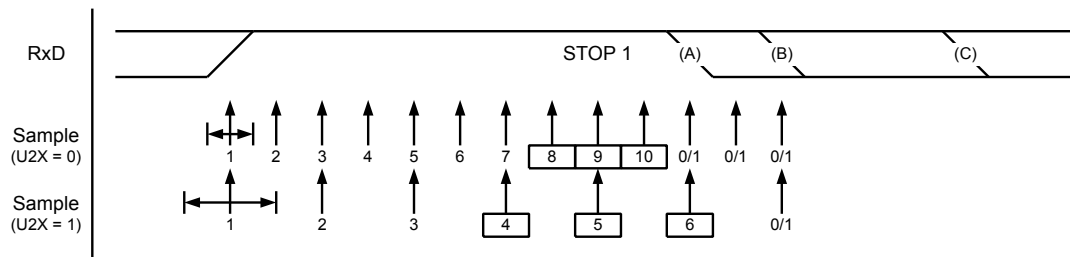 RxD STOP 1 (A) (B) (C)
Sample
(U2X = 0)
1 2 3 4 5 6 7 8 9 10 0/1 0/1 0/1
Sample
(U2X = 1)
1 2 3 4 5 6 0/1